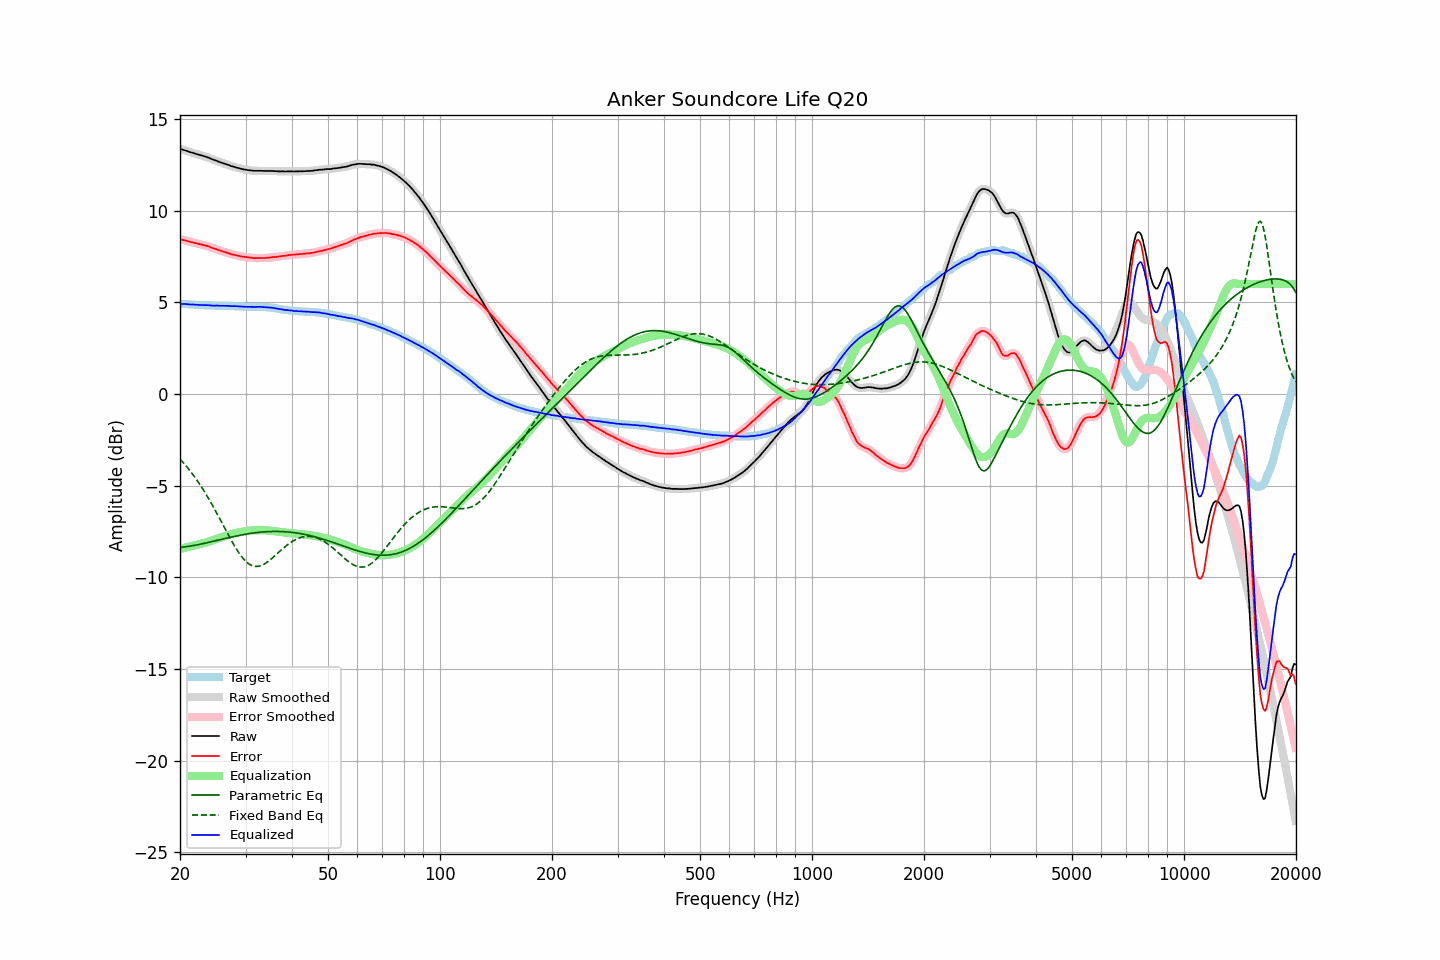 Anker Soundcore Life Q20
Amplitude (dBr)
15
10
5
0
−5
−10
−15
−20
−25
Target
Raw Smoothed
Error Smoothed
Raw
Error
Equalization
Parametric Eq
Fixed Band Eq
Equalized
20 50 100 200 500 1000 2000 5000 10000 20000
Frequency (Hz)